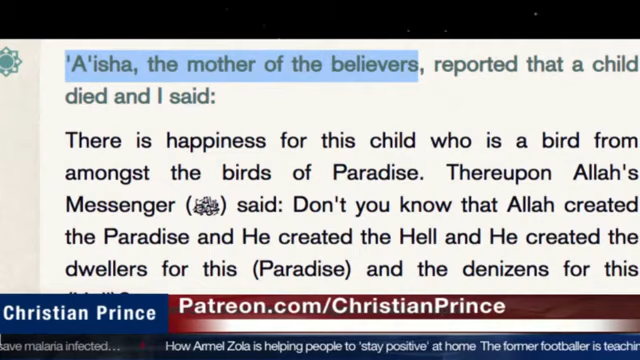 'A'isha, the mother of the believers, reported that a child
died and I said:
There is happiness for this child who is a bird from
amongst the birds of Paradise. Thereupon Allah's
Messenger (ﷺ) said: Don't you know that Allah created
the Paradise and He created the Hell and He created the
dwellers for this (Paradise) and the denizens for this
Christian Prince
Patreon.com/ChristianPrince
save malaria infected...
How Armel Zola is helping people to 'stay positive' at home The former footballer is teachin